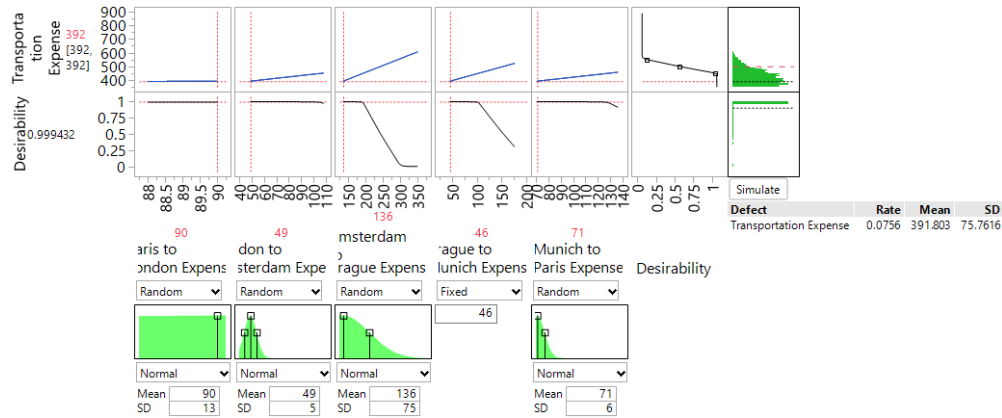 900
800
700
600
500
400
Transporta
tion
Expense
392
[392,
392]
1
0.75
0.5
0.25
0
Desirability
0.999432
88
88.5
89
89.5
90
40
50
60
70
80
90
100
110
150
200
250
300
350
50
100
150
200
70
80
90
100
110
120
130
140
0
0.25
0.5
0.75
1
Simulate
Defect Rate Mean SD
Transportation Expense 0.0756 391.803 75.7616
90
aris to
ondon Expens
49
don to
sterdam Expe
136
msterdam
rague Expens
46
rague to
unich Expens
71
Munich to
Paris Expense
Desirability
Random
Random
Random
Fixed
Random
46
Normal
Normal
Normal
Normal
Mean 90
SD 13
Mean 49
SD 5
Mean 136
SD 75
Mean 71
SD 6